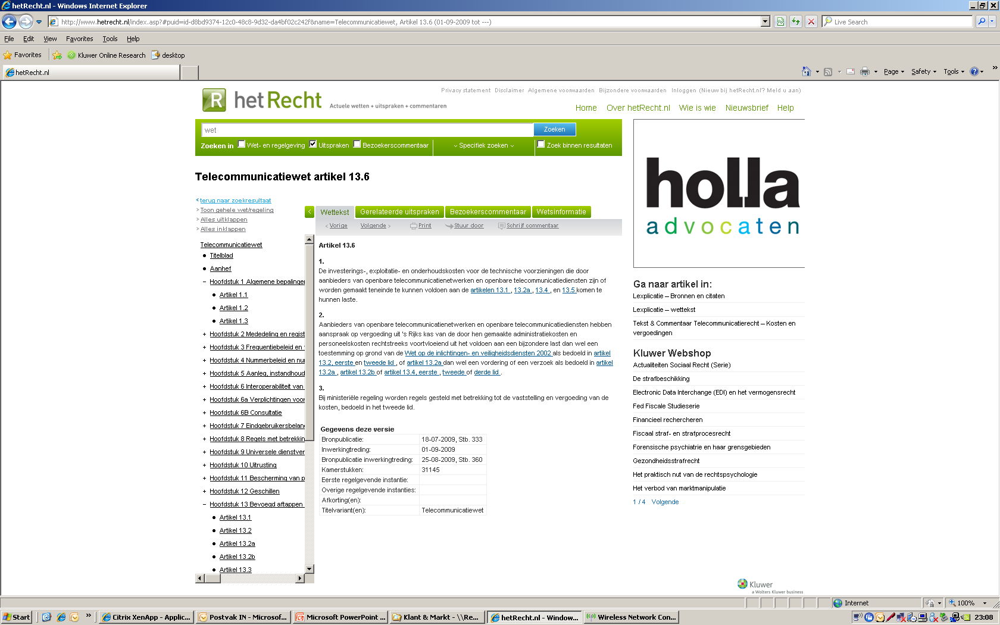 hetRecht.nl - Windows Internet Explorer
http://www.hetrecht.nl/index.asp?#puid=id-d8bd9374-12c0-48c8-9d32-da4bf02c242f&name=Telecommunicatiewet, Artikel 13.6 (01-09-2009 tot ---)
Live Search
File Edit View Favorites Tools Help
Favorites Kluwer Online Research desktop
hetRecht.nl
Page Safety Tools
Privacy statement Disclaimer Algemene voorwaarden Bijzondere voorwaarden Inloggen (Nieuw bij hetRecht.nl? Meld u aan)
R hetRecht Actuele wetten + uitspraken + commentaren
Home Over hetRecht.nl Wie is wie Nieuwsbrief Help
wet Zoeken
Zoeken in Wet- en regelgeving Uitspraken Bezoekerscommentaar Specifiek zoeken Zoek binnen resultaten
Telecommunicatiewet artikel 13.6
< terug naar zoekresultaat
> Toon gehele wet/regeling
> Alles uitklappen
> Alles inklappen
Telecommunicatiewet
Titelblad
Aanhef
– Hoofdstuk 1 Algemene bepalingen
Artikel 1.1
Artikel 1.2
Artikel 1.3
+ Hoofdstuk 2 Mededeling en regist
+ Hoofdstuk 3 Frequentiebeleid en
+ Hoofdstuk 4 Nummerbeleid en nu
+ Hoofdstuk 5 Aanleg, instandhoud
+ Hoofdstuk 6 Interoperabiliteit van
+ Hoofdstuk 6a Verplichtingen voor
+ Hoofdstuk 6B Consultatie
+ Hoofdstuk 7 Eindgebruikersbelan
+ Hoofdstuk 8 Regels met betrekkin
+ Hoofdstuk 9 Universele dienstver
+ Hoofdstuk 10 Uitrusting
+ Hoofdstuk 11 Bescherming van p
+ Hoofdstuk 12 Geschillen
– Hoofdstuk 13 Bevoegd aftappen
Artikel 13.1
Artikel 13.2
Artikel 13.2a
Artikel 13.2b
Artikel 13.3
< Wettekst Gerelateerde uitspraken Bezoekerscommentaar Wetsinformatie
< Vorige Volgende > Print Stuur door Schrijf commentaar
Artikel 13.6
1.
De investerings-, exploitatie- en onderhoudskosten voor de technische voorzieningen die door
aanbieders van openbare telecommunicatienetwerken en openbare telecommunicatiediensten zijn of
worden gemaakt teneinde te kunnen voldoen aan de artikelen 13.1 , 13.2a , 13.4 , en 13.5 komen te
hunnen laste.
2.
Aanbieders van openbare telecommunicatienetwerken en openbare telecommunicatiediensten hebben
aanspraak op vergoeding uit 's Rijks kas van de door hen gemaakte administratiekosten en
personeelskosten rechtstreeks voortvloeiend uit het voldoen aan een bijzondere last dan wel een
toestemming op grond van de Wet op de inlichtingen- en veiligheidsdiensten 2002 als bedoeld in artikel
13.2, eerste en tweede lid , of artikel 13.2a dan wel een vordering of een verzoek als bedoeld in artikel
13.2a , artikel 13.2b of artikel 13.4, eerste , tweede of derde lid .
3.
Bij ministeriële regeling worden regels gesteld met betrekking tot de vaststelling en vergoeding van de
kosten, bedoeld in het tweede lid.
Gegevens deze versie
Bronpublicatie: 18-07-2009, Stb. 333
Inwerkingtreding: 01-09-2009
Bronpublicatie inwerkingtreding: 25-08-2009, Stb. 360
Kamerstukken: 31145
Eerste regelgevende instantie:
Overige regelgevende instanties:
Afkorting(en):
Titelvariant(en): Telecommunicatiewet
holla
advocaten
Ga naar artikel in:
Lexplicatie – Bronnen en citaten
Lexplicatie – wettekst
Tekst & Commentaar Telecommunicatierecht – Kosten en
vergoedingen
Kluwer Webshop
Actualiteiten Sociaal Recht (Serie)
De strafbeschikking
Electronic Data Interchange (EDI) en het vermogensrecht
Fed Fiscale Studieserie
Financieel rechercheren
Fiscaal straf- en strafprocesrecht
Forensische psychiatrie en haar grensgebieden
Gezondheidsstrafrecht
Het praktisch nut van de rechtspsychologie
Het verbod van marktmanipulatie
1 / 4 Volgende
Kluwer
a Wolters Kluwer business
Internet 100%
Start Citrix XenApp - Applic... Postvak IN - Microsof... Microsoft PowerPoint ... Klant & Markt - \\Re... hetRecht.nl - Window... Wireless Network Con... 23:08